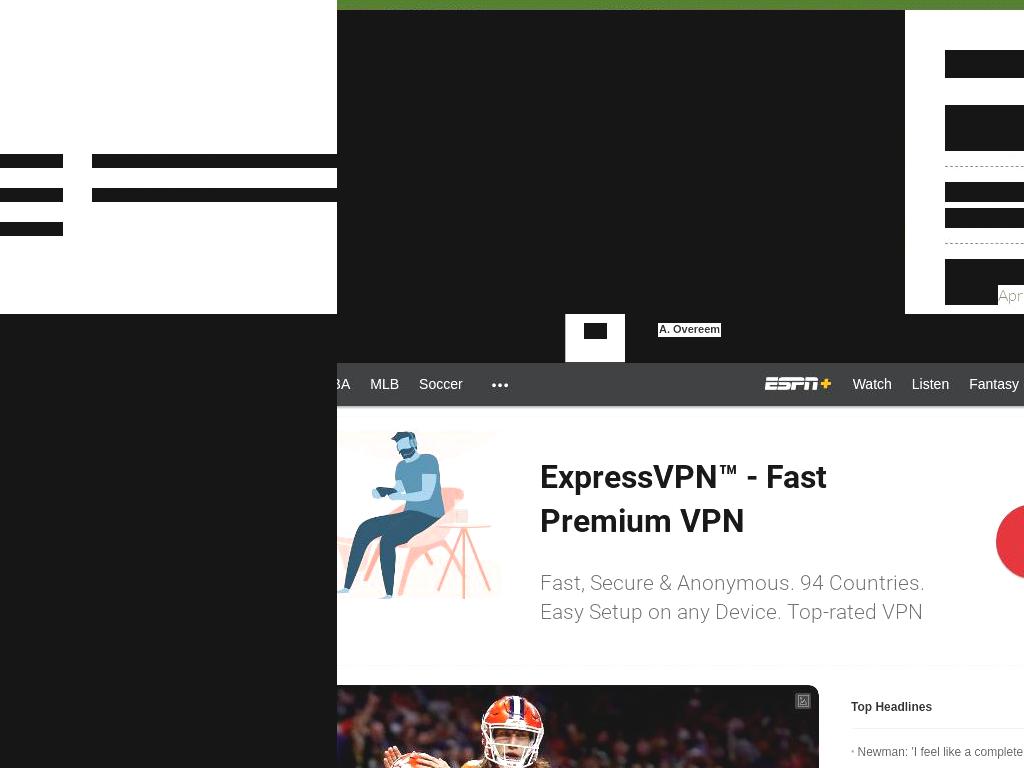 Apr
A. Overeem
BA MLB Soccer ••• ESPN+ Watch Listen Fantasy
ExpressVPN™ - Fast
Premium VPN
Fast, Secure & Anonymous. 94 Countries.
Easy Setup on any Device. Top-rated VPN
Top Headlines
Newman: 'I feel like a complete